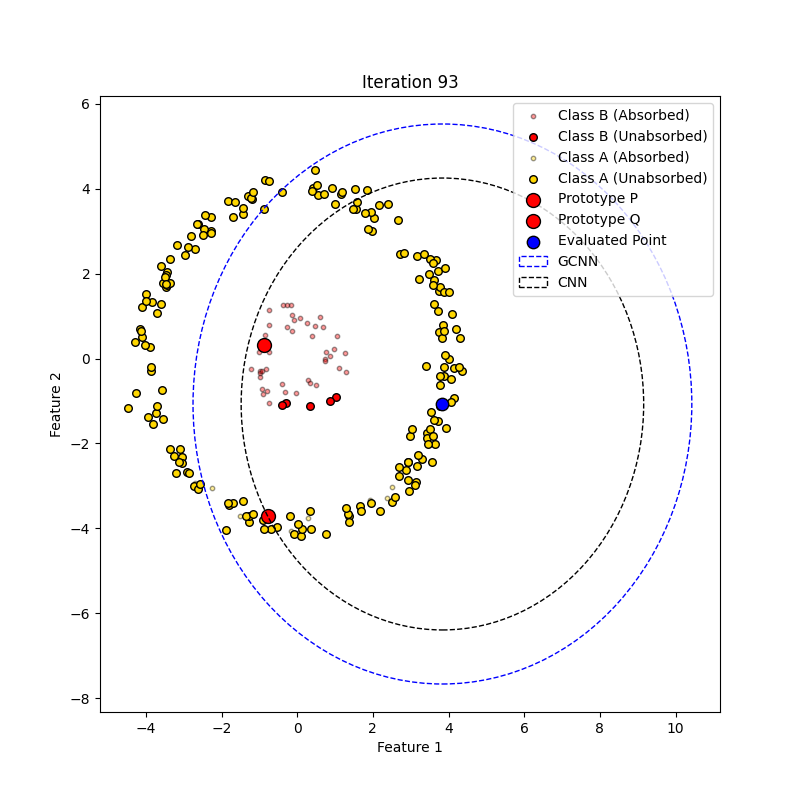 Iteration 93
Class B (Absorbed)
Class B (Unabsorbed)
Class A (Absorbed)
Class A (Unabsorbed)
Prototype P
Prototype Q
Evaluated Point
GCNN
CNN
6
4
2
0
−2
−4
−6
−8
Feature 2
−4 −2 0 2 4 6 8 10
Feature 1